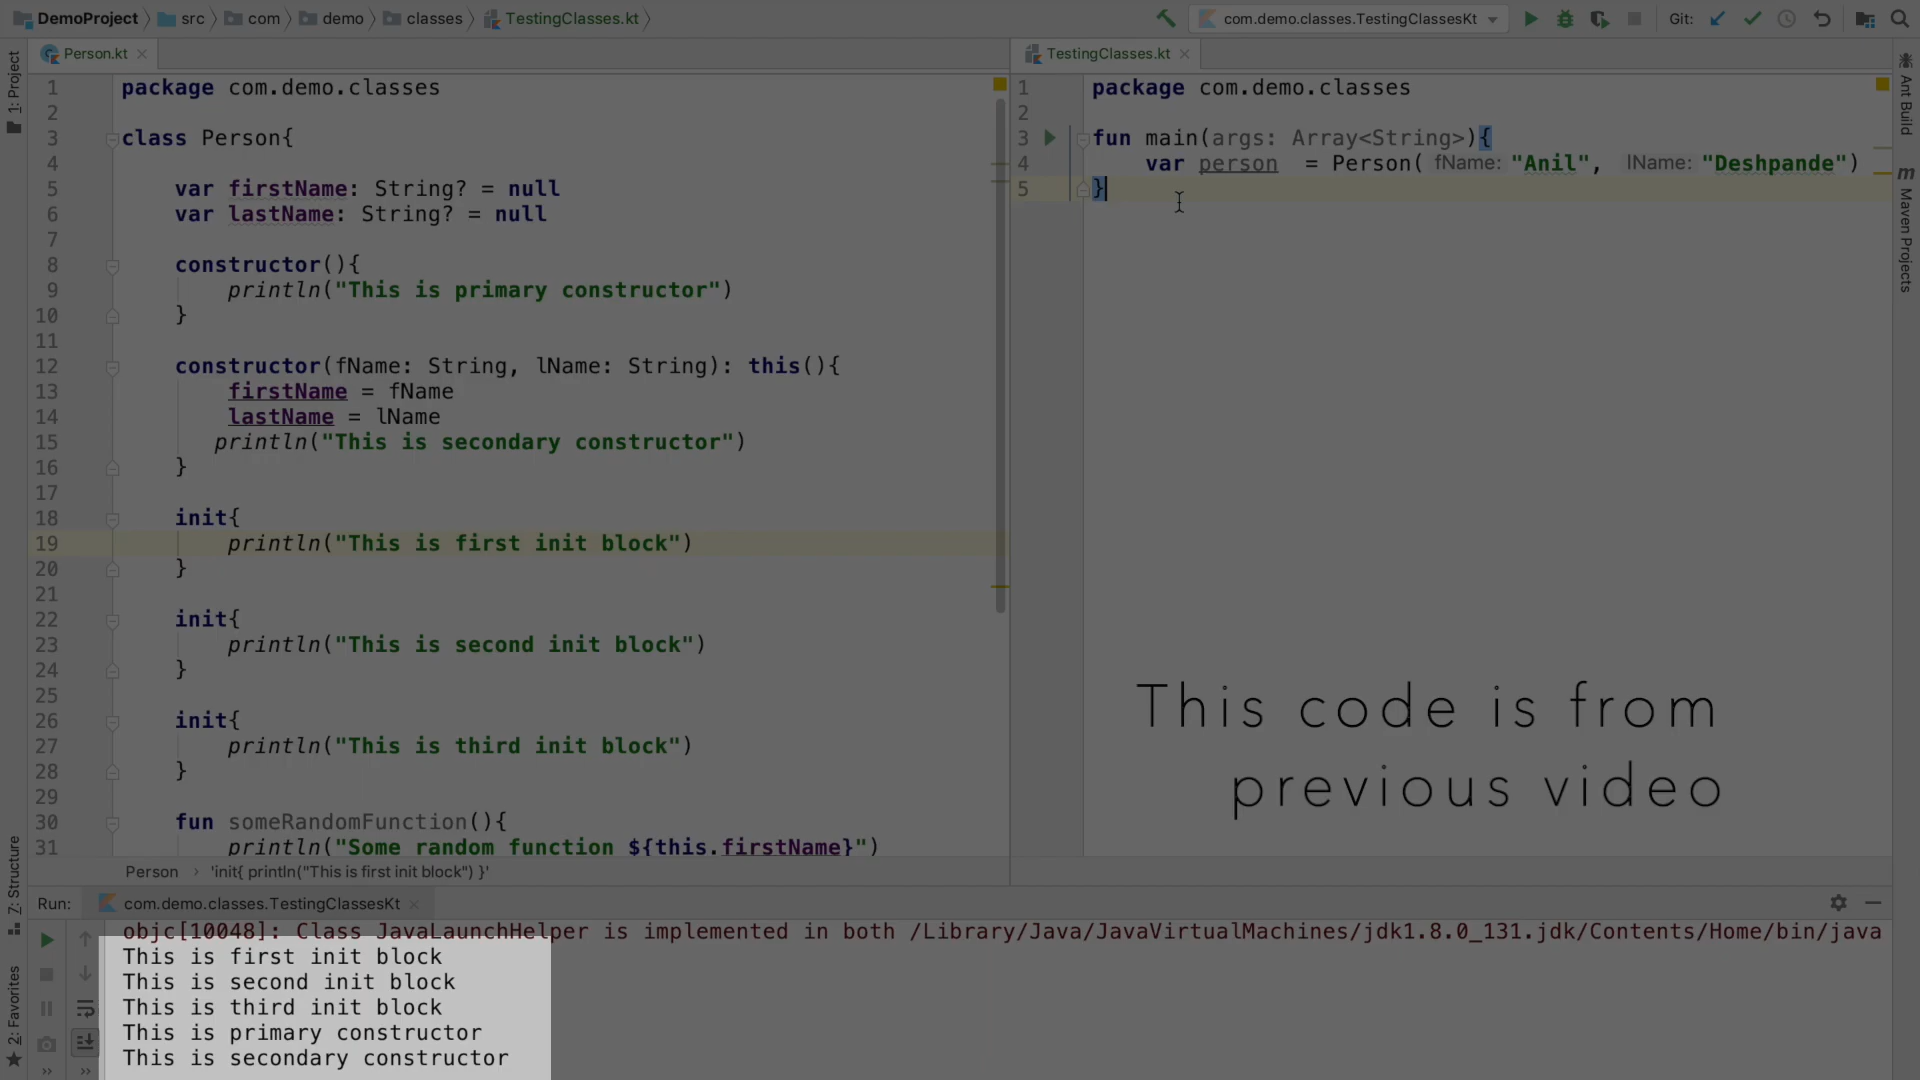 DemoProject src com demo classes TestingClasses.kt com.demo.classes.TestingClassesKt Git:
1: Project
Person.kt
1 package com.demo.classes
2
3 class Person{
4
5 var firstName: String? = null
6 var lastName: String? = null
7
8 constructor(){
9 println("This is primary constructor")
10 }
11
12 constructor(fName: String, lName: String): this(){
13 firstName = fName
14 lastName = lName
15 println("This is secondary constructor")
16 }
17
18 init{
19 println("This is first init block")
20 }
21
22 init{
23 println("This is second init block")
24 }
25
26 init{
27 println("This is third init block")
28 }
29
30 fun someRandomFunction(){
31 println("Some random function ${this.firstName}")
Person › 'init{ println("This is first init block") }'
TestingClasses.kt
1 package com.demo.classes
2
3 fun main(args: Array<String>){
4 var person = Person( fName: "Anil", lName: "Deshpande")
5 }
This code is from
previous video
Ant Build
m Maven Projects
Z: Structure
2: Favorites
Run: com.demo.classes.TestingClassesKt
objc[10048]: Class JavaLaunchHelper is implemented in both /Library/Java/JavaVirtualMachines/jdk1.8.0_131.jdk/Contents/Home/bin/java
This is first init block
This is second init block
This is third init block
This is primary constructor
This is secondary constructor